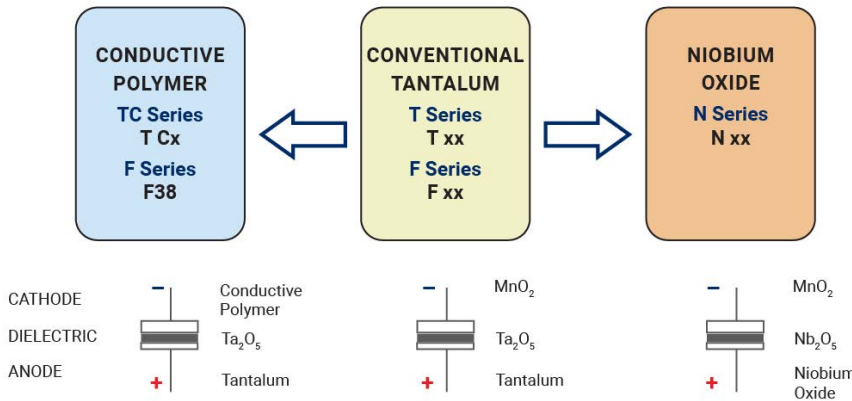 CONDUCTIVE
POLYMER
TC Series
T Cx
F Series
F38
CONVENTIONAL
TANTALUM
T Series
T xx
F Series
F xx
NIOBIUM
OXIDE
N Series
N xx
CATHODE
DIELECTRIC
ANODE
−
Conductive
Polymer
Ta₂O₅
+
Tantalum
−
MnO₂
Ta₂O₅
+
Tantalum
−
MnO₂
Nb₂O₅
+
Niobium
Oxide